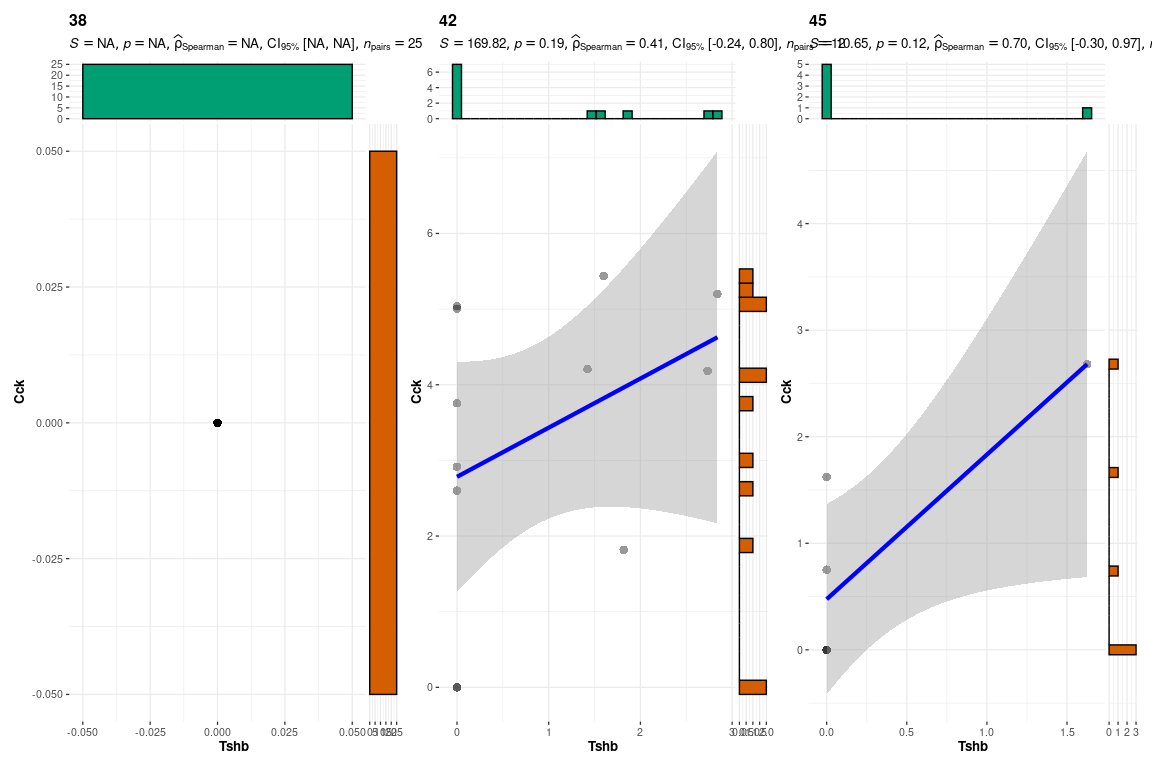 38
S = NA, p = NA, ρ̂Spearman = NA, CI95% [NA, NA], npairs = 25
25
20
15
10
5
0
0.050
0.025
0.000
-0.025
-0.050
Cck
-0.050 -0.025 0.000 0.025 0.050
Tshb
42
S = 169.82, p = 0.19, ρ̂Spearman = 0.41, CI95% [-0.24, 0.80], npairs = 12
6
4
2
0
6
4
2
0
Cck
0 1 2
Tshb
45
S = 10.65, p = 0.12, ρ̂Spearman = 0.70, CI95% [-0.30, 0.97],
5
4
3
2
1
0
4
3
2
1
0
Cck
0.0 0.5 1.0 1.5 0 1 2 3
Tshb